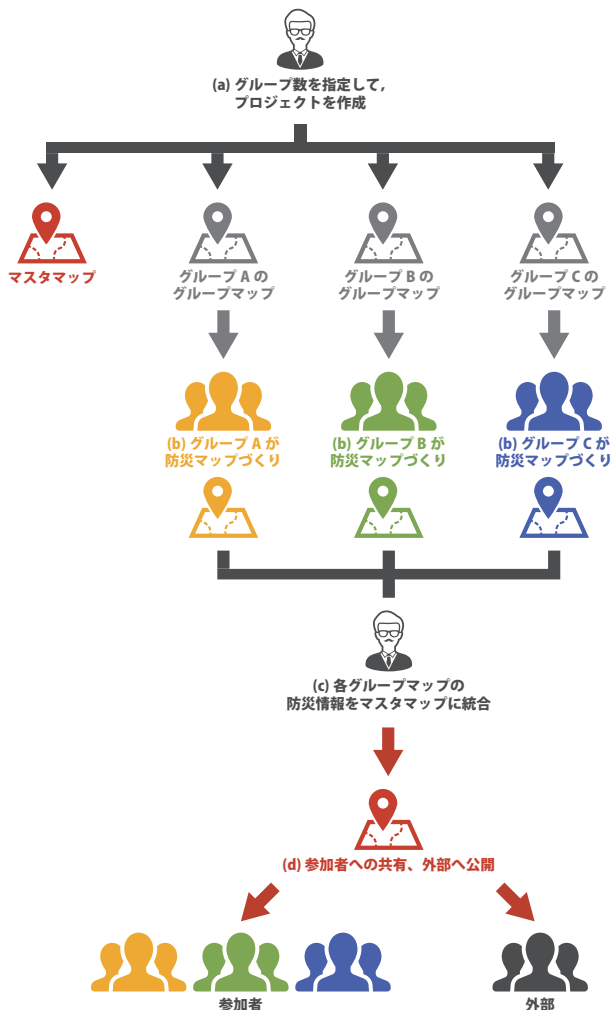 (a) グループ数を指定して,
プロジェクトを作成
マスタマップ
グループ A の
グループマップ
グループ B の
グループマップ
グループ C の
グループマップ
(b) グループ A が
防災マップづくり
(b) グループ B が
防災マップづくり
(b) グループ C が
防災マップづくり
(c) 各グループマップの
防災情報をマスタマップに統合
(d) 参加者への共有、外部へ公開
参加者
外部